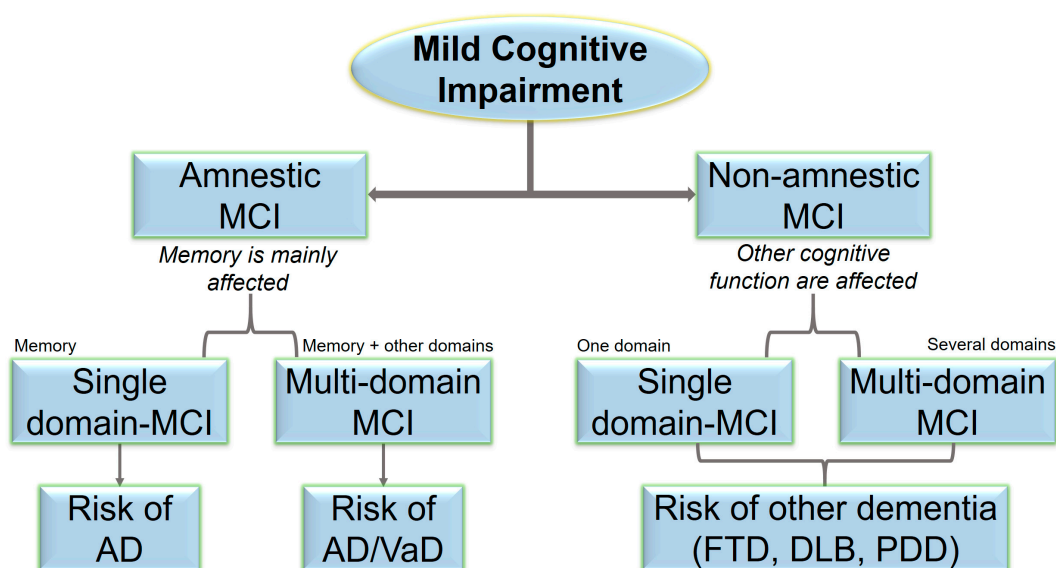 Mild Cognitive
Impairment
Amnestic
MCI
Non-amnestic
MCI
Memory is mainly
affected
Other cognitive
function are affected
Memory
Memory + other domains
One domain
Several domains
Single
domain-MCI
Multi-domain
MCI
Single
domain-MCI
Multi-domain
MCI
Risk of
AD
Risk of
AD/VaD
Risk of other dementia
(FTD, DLB, PDD)